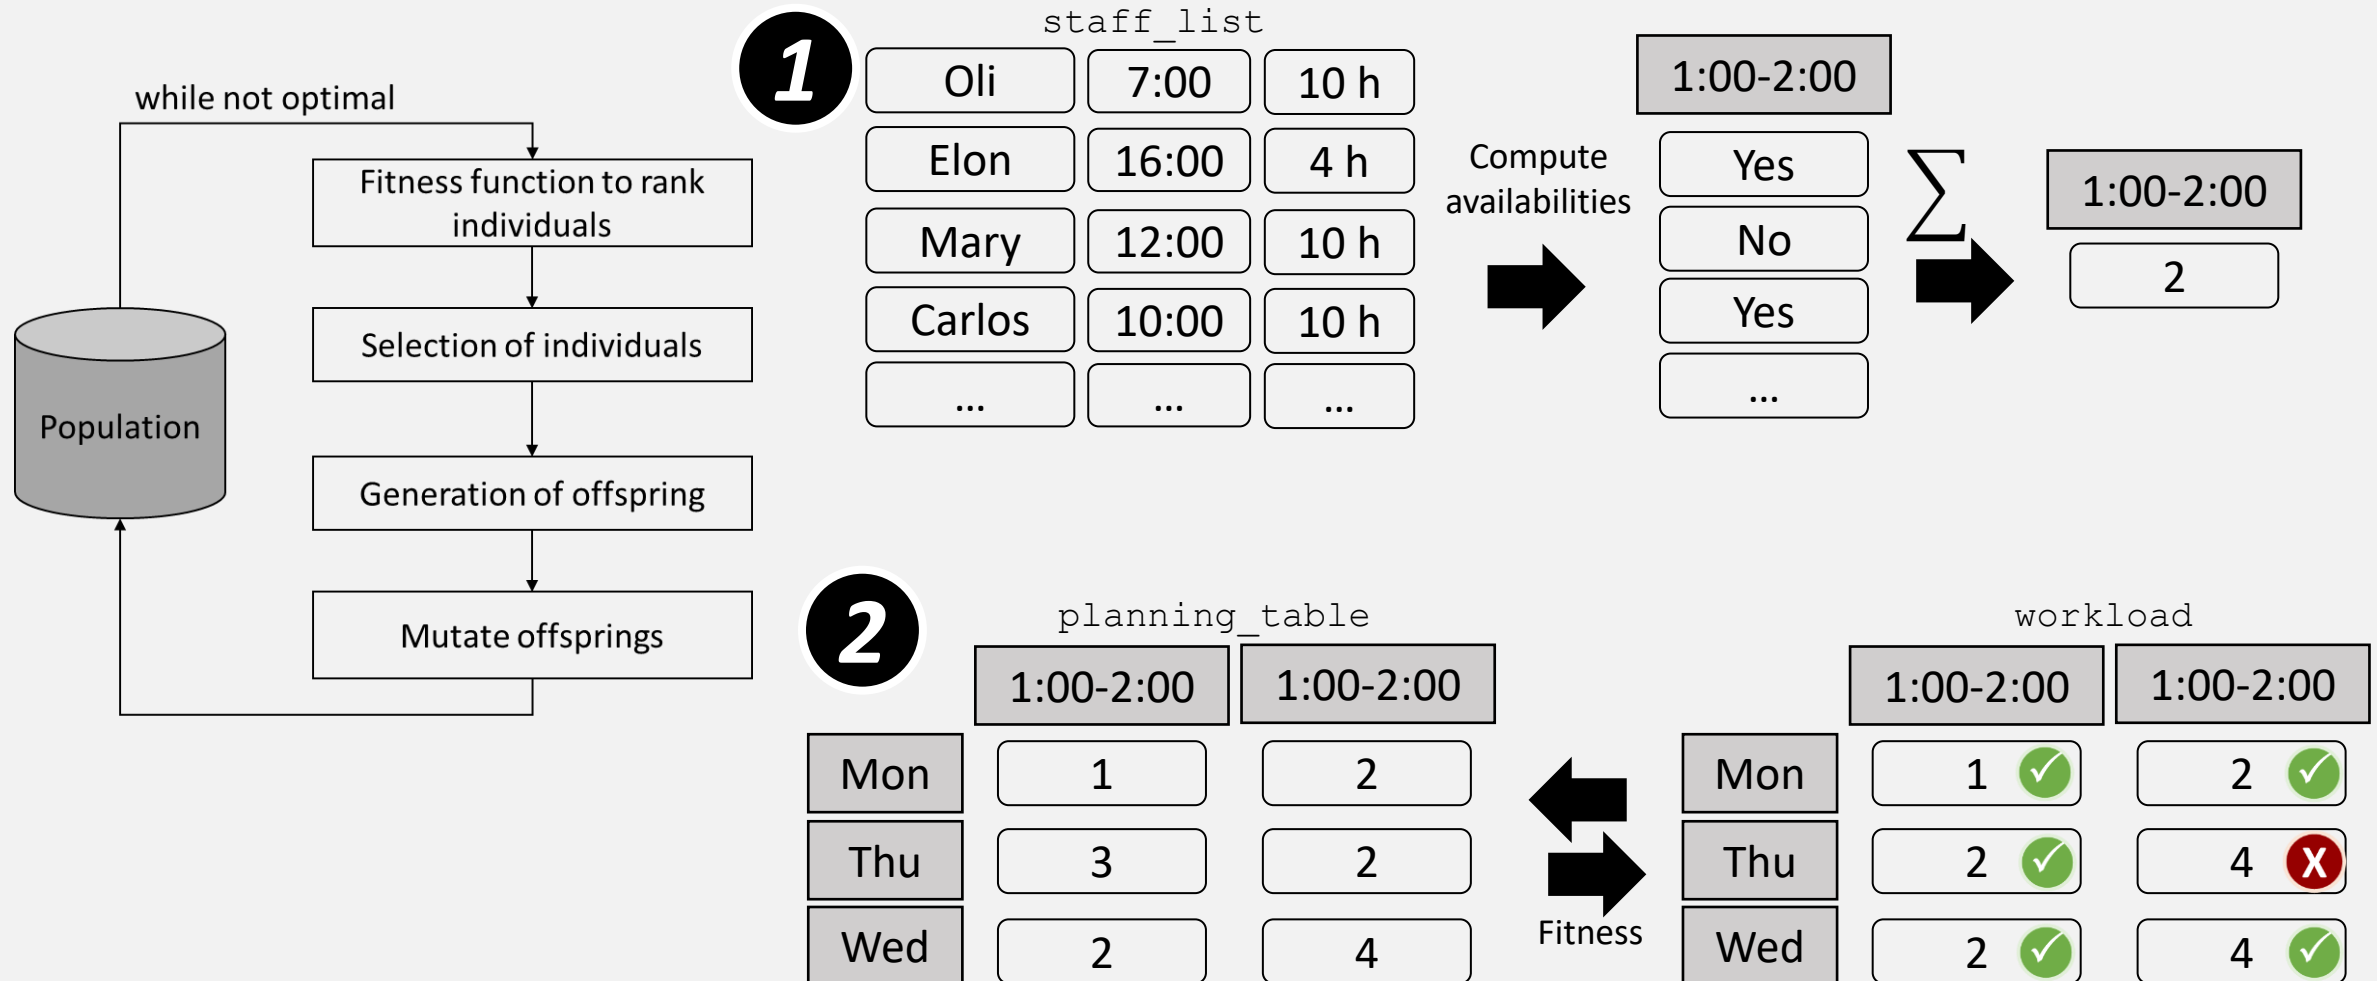 while not optimal
Fitness function to rank
individuals
Selection of individuals
Generation of offspring
Mutate offsprings
Population
1
staff_list
Oli 7:00 10 h
Elon 16:00 4 h
Mary 12:00 10 h
Carlos 10:00 10 h
... ... ...
Compute
availabilities
1:00-2:00
Yes
No
Yes
...
∑
1:00-2:00
2
2
planning_table
1:00-2:00 1:00-2:00
Mon 1 2
Thu 3 2
Wed 2 4
Fitness
workload
1:00-2:00 1:00-2:00
Mon 1 ✓ 2 ✓
Thu 2 ✓ 4 X
Wed 2 ✓ 4 ✓